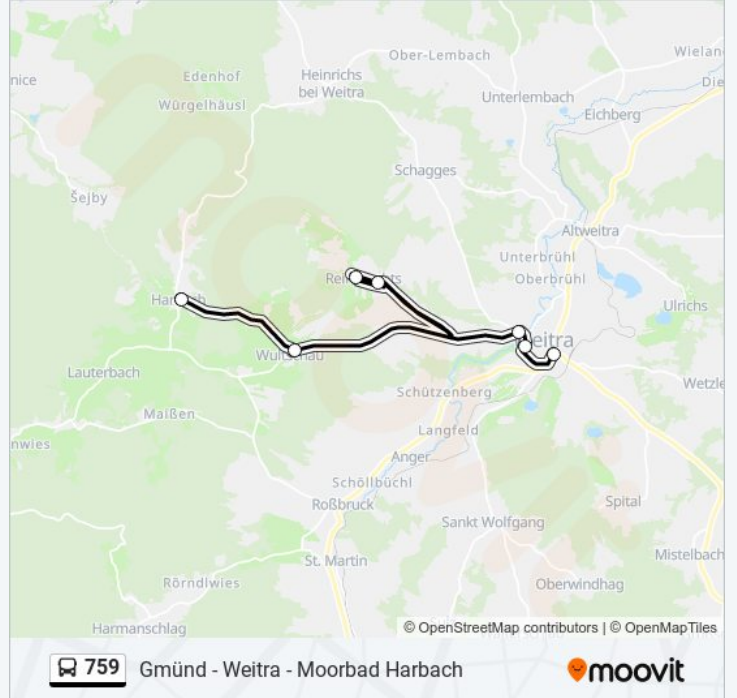 Ober-Lembach
Wielan
Edenhof
Heinrichs
bei Weitra
Die
nice
Würgelhäusl
Unterlembach
Eichberg
Schagges
Šejby
Altweitra
Unterbrühl
Oberbrühl
Ulrichs
Wultschau
Lauterbach
Schützenberg
Wetzle
Maißen
Langfeld
nwies
Anger
Schöllbüchl
Roßbruck
Spital
Sankt Wolfgang
St. Martin
Mistelbach
Rörndlwies
Oberwindhag
Harmanschlag
© OpenStreetMap contributors | © OpenMapTiles
759 Gmünd - Weitra - Moorbad Harbach
moovit